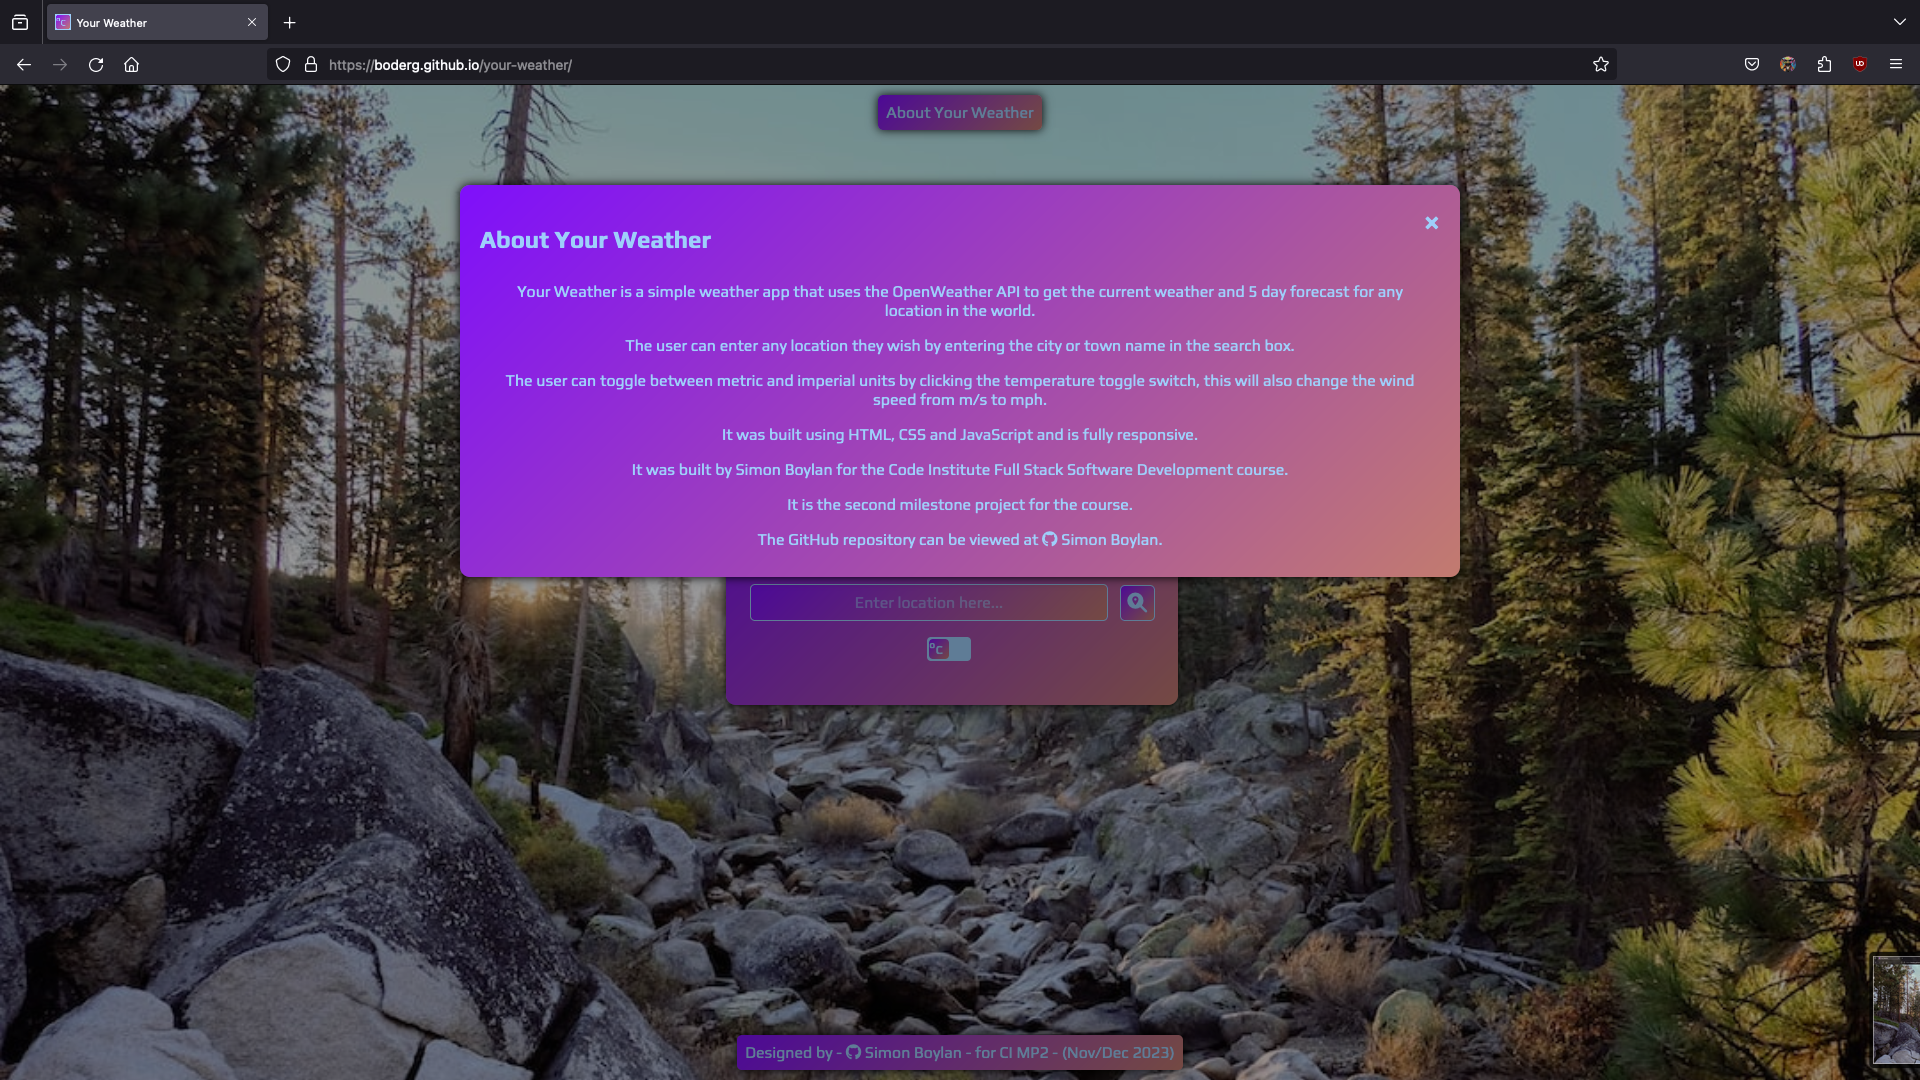 Your Weather
https://boderg.github.io/your-weather/
About Your Weather
About Your Weather
Your Weather is a simple weather app that uses the OpenWeather API to get the current weather and 5 day forecast for any
location in the world.
The user can enter any location they wish by entering the city or town name in the search box.
The user can toggle between metric and imperial units by clicking the temperature toggle switch, this will also change the wind
speed from m/s to mph.
It was built using HTML, CSS and JavaScript and is fully responsive.
It was built by Simon Boylan for the Code Institute Full Stack Software Development course.
It is the second milestone project for the course.
The GitHub repository can be viewed at Simon Boylan.
Enter location here...
°C
Designed by - Simon Boylan - for CI MP2 - (Nov/Dec 2023)